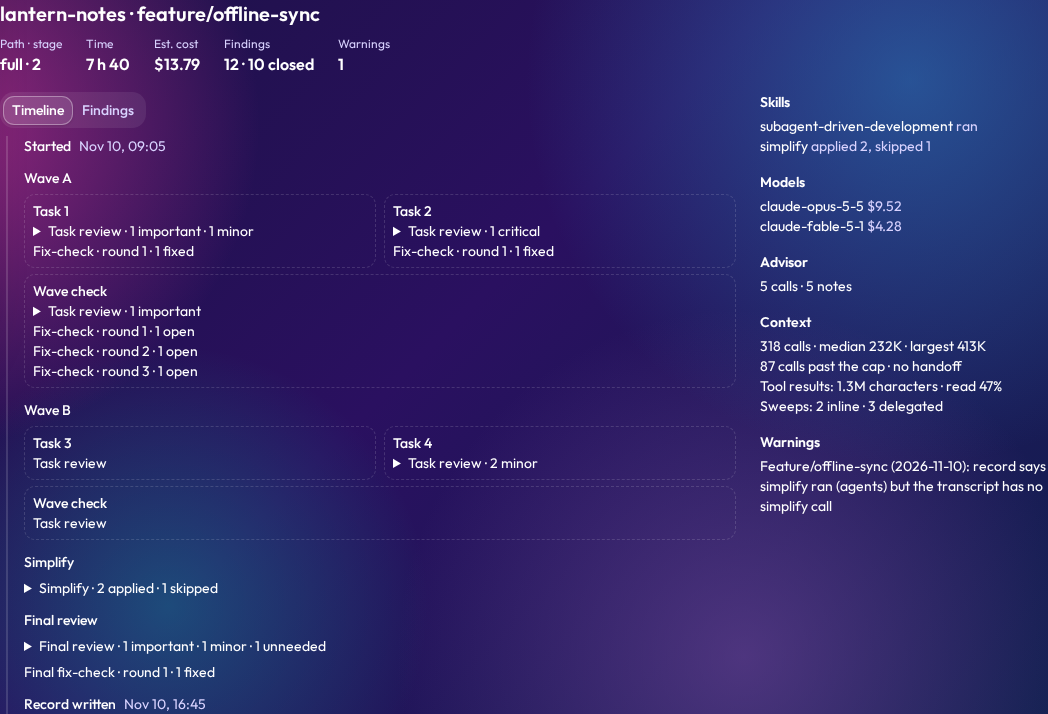 lantern-notes · feature/offline-sync
Path · stage
full · 2
Time
7 h 40
Est. cost
$13.79
Findings
12 · 10 closed
Warnings
1
Timeline
Findings
Started Nov 10, 09:05
Wave A
Task 1
▶ Task review · 1 important · 1 minor
Fix-check · round 1 · 1 fixed
Task 2
▶ Task review · 1 critical
Fix-check · round 1 · 1 fixed
Wave check
▶ Task review · 1 important
Fix-check · round 1 · 1 open
Fix-check · round 2 · 1 open
Fix-check · round 3 · 1 open
Wave B
Task 3
Task review
Task 4
▶ Task review · 2 minor
Wave check
Task review
Simplify
▶ Simplify · 2 applied · 1 skipped
Final review
▶ Final review · 1 important · 1 minor · 1 unneeded
Final fix-check · round 1 · 1 fixed
Record written Nov 10, 16:45
Skills
subagent-driven-development ran
simplify applied 2, skipped 1
Models
claude-opus-5-5 $9.52
claude-fable-5-1 $4.28
Advisor
5 calls · 5 notes
Context
318 calls · median 232K · largest 413K
87 calls past the cap · no handoff
Tool results: 1.3M characters · read 47%
Sweeps: 2 inline · 3 delegated
Warnings
Feature/offline-sync (2026-11-10): record says
simplify ran (agents) but the transcript has no
simplify call